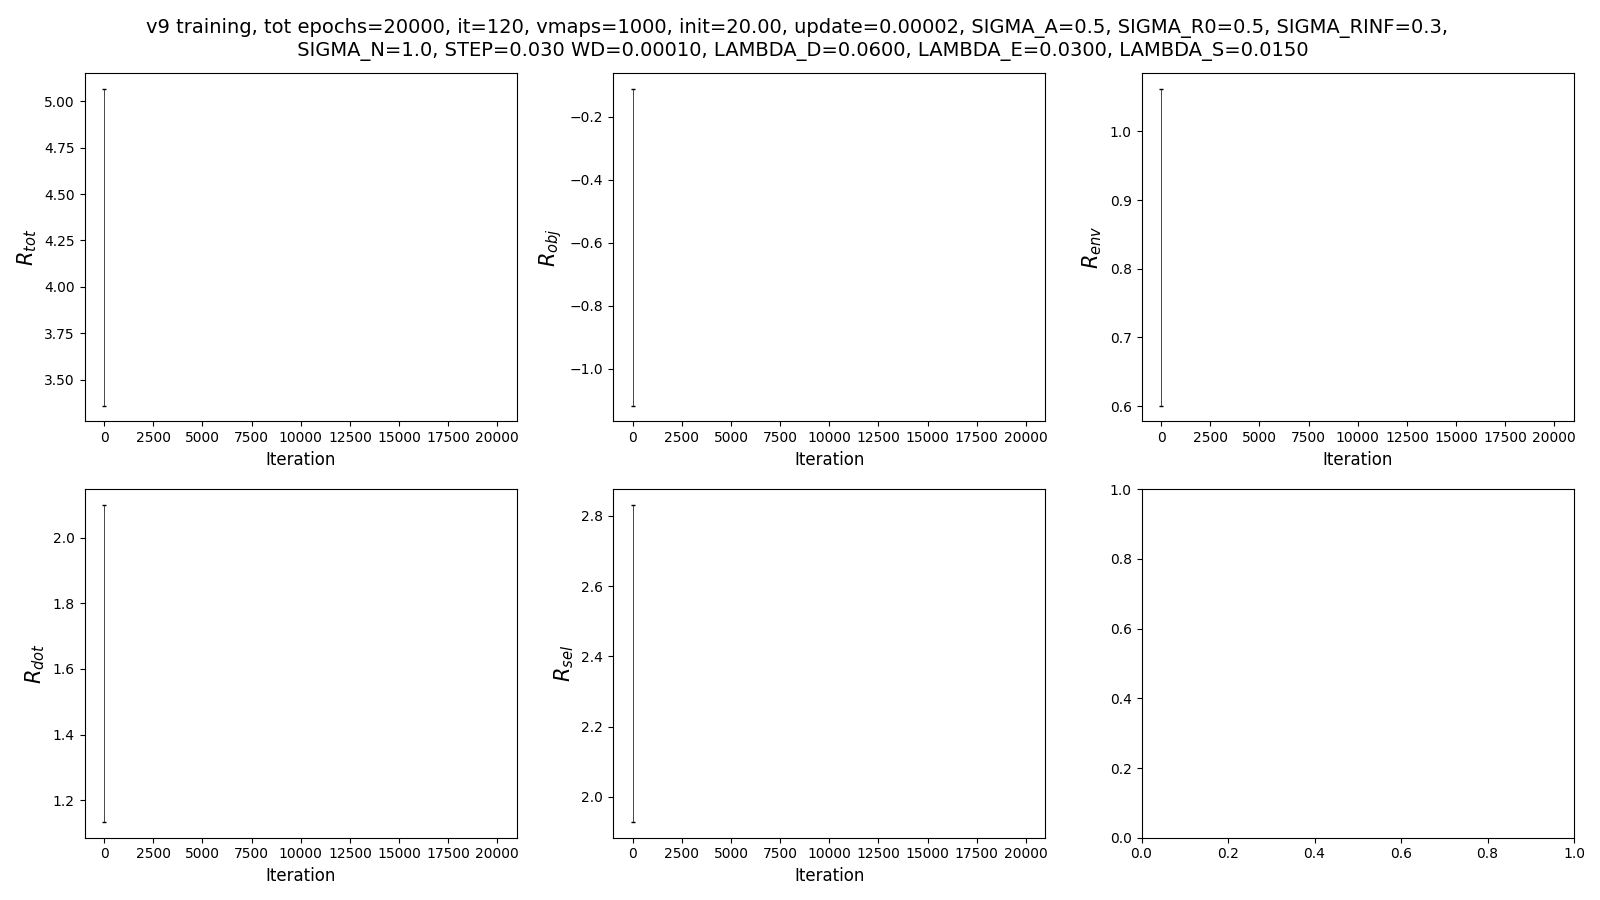 v9 training, tot epochs=20000, it=120, vmaps=1000, init=20.00, update=0.00002, SIGMA_A=0.5, SIGMA_R0=0.5, SIGMA_RINF=0.3,
SIGMA_N=1.0, STEP=0.030 WD=0.00010, LAMBDA_D=0.0600, LAMBDA_E=0.0300, LAMBDA_S=0.0150
5.00
4.75
4.50
4.25
4.00
3.75
3.50
R_tot
0 2500 5000 7500 10000 12500 15000 17500 20000
Iteration
−0.2
−0.4
−0.6
−0.8
−1.0
R_obj
0 2500 5000 7500 10000 12500 15000 17500 20000
Iteration
1.0
0.9
0.8
0.7
0.6
R_env
0 2500 5000 7500 10000 12500 15000 17500 20000
Iteration
2.0
1.8
1.6
1.4
1.2
R_dot
0 2500 5000 7500 10000 12500 15000 17500 20000
Iteration
2.8
2.6
2.4
2.2
2.0
R_sel
0 2500 5000 7500 10000 12500 15000 17500 20000
Iteration
1.0
0.8
0.6
0.4
0.2
0.0
0.0 0.2 0.4 0.6 0.8 1.0